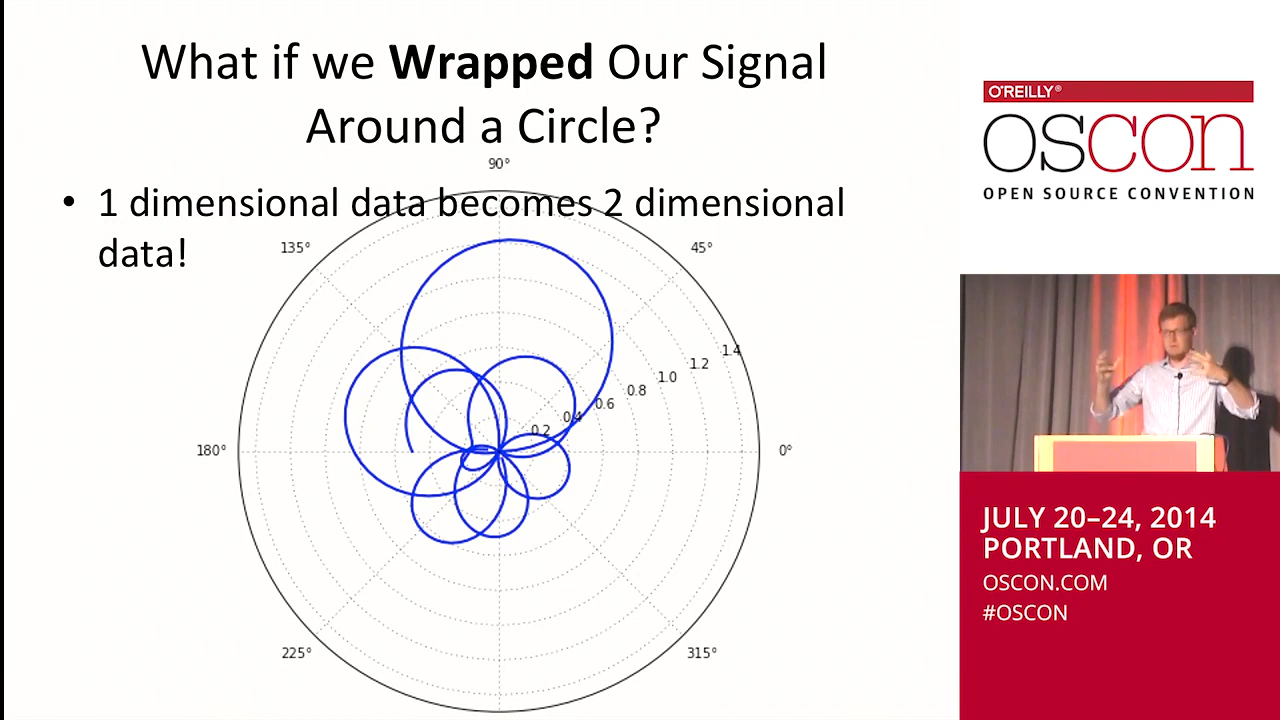 What if we Wrapped Our Signal
Around a Circle?
• 1 dimensional data becomes 2 dimensional
data!
90°
135°
45°
180°
0°
225°
315°
0.2
0.4
0.6
0.8
1.0
1.2
1.4
O'REILLY®
OSCON
OPEN SOURCE CONVENTION
JULY 20–24, 2014
PORTLAND, OR
OSCON.COM
#OSCON